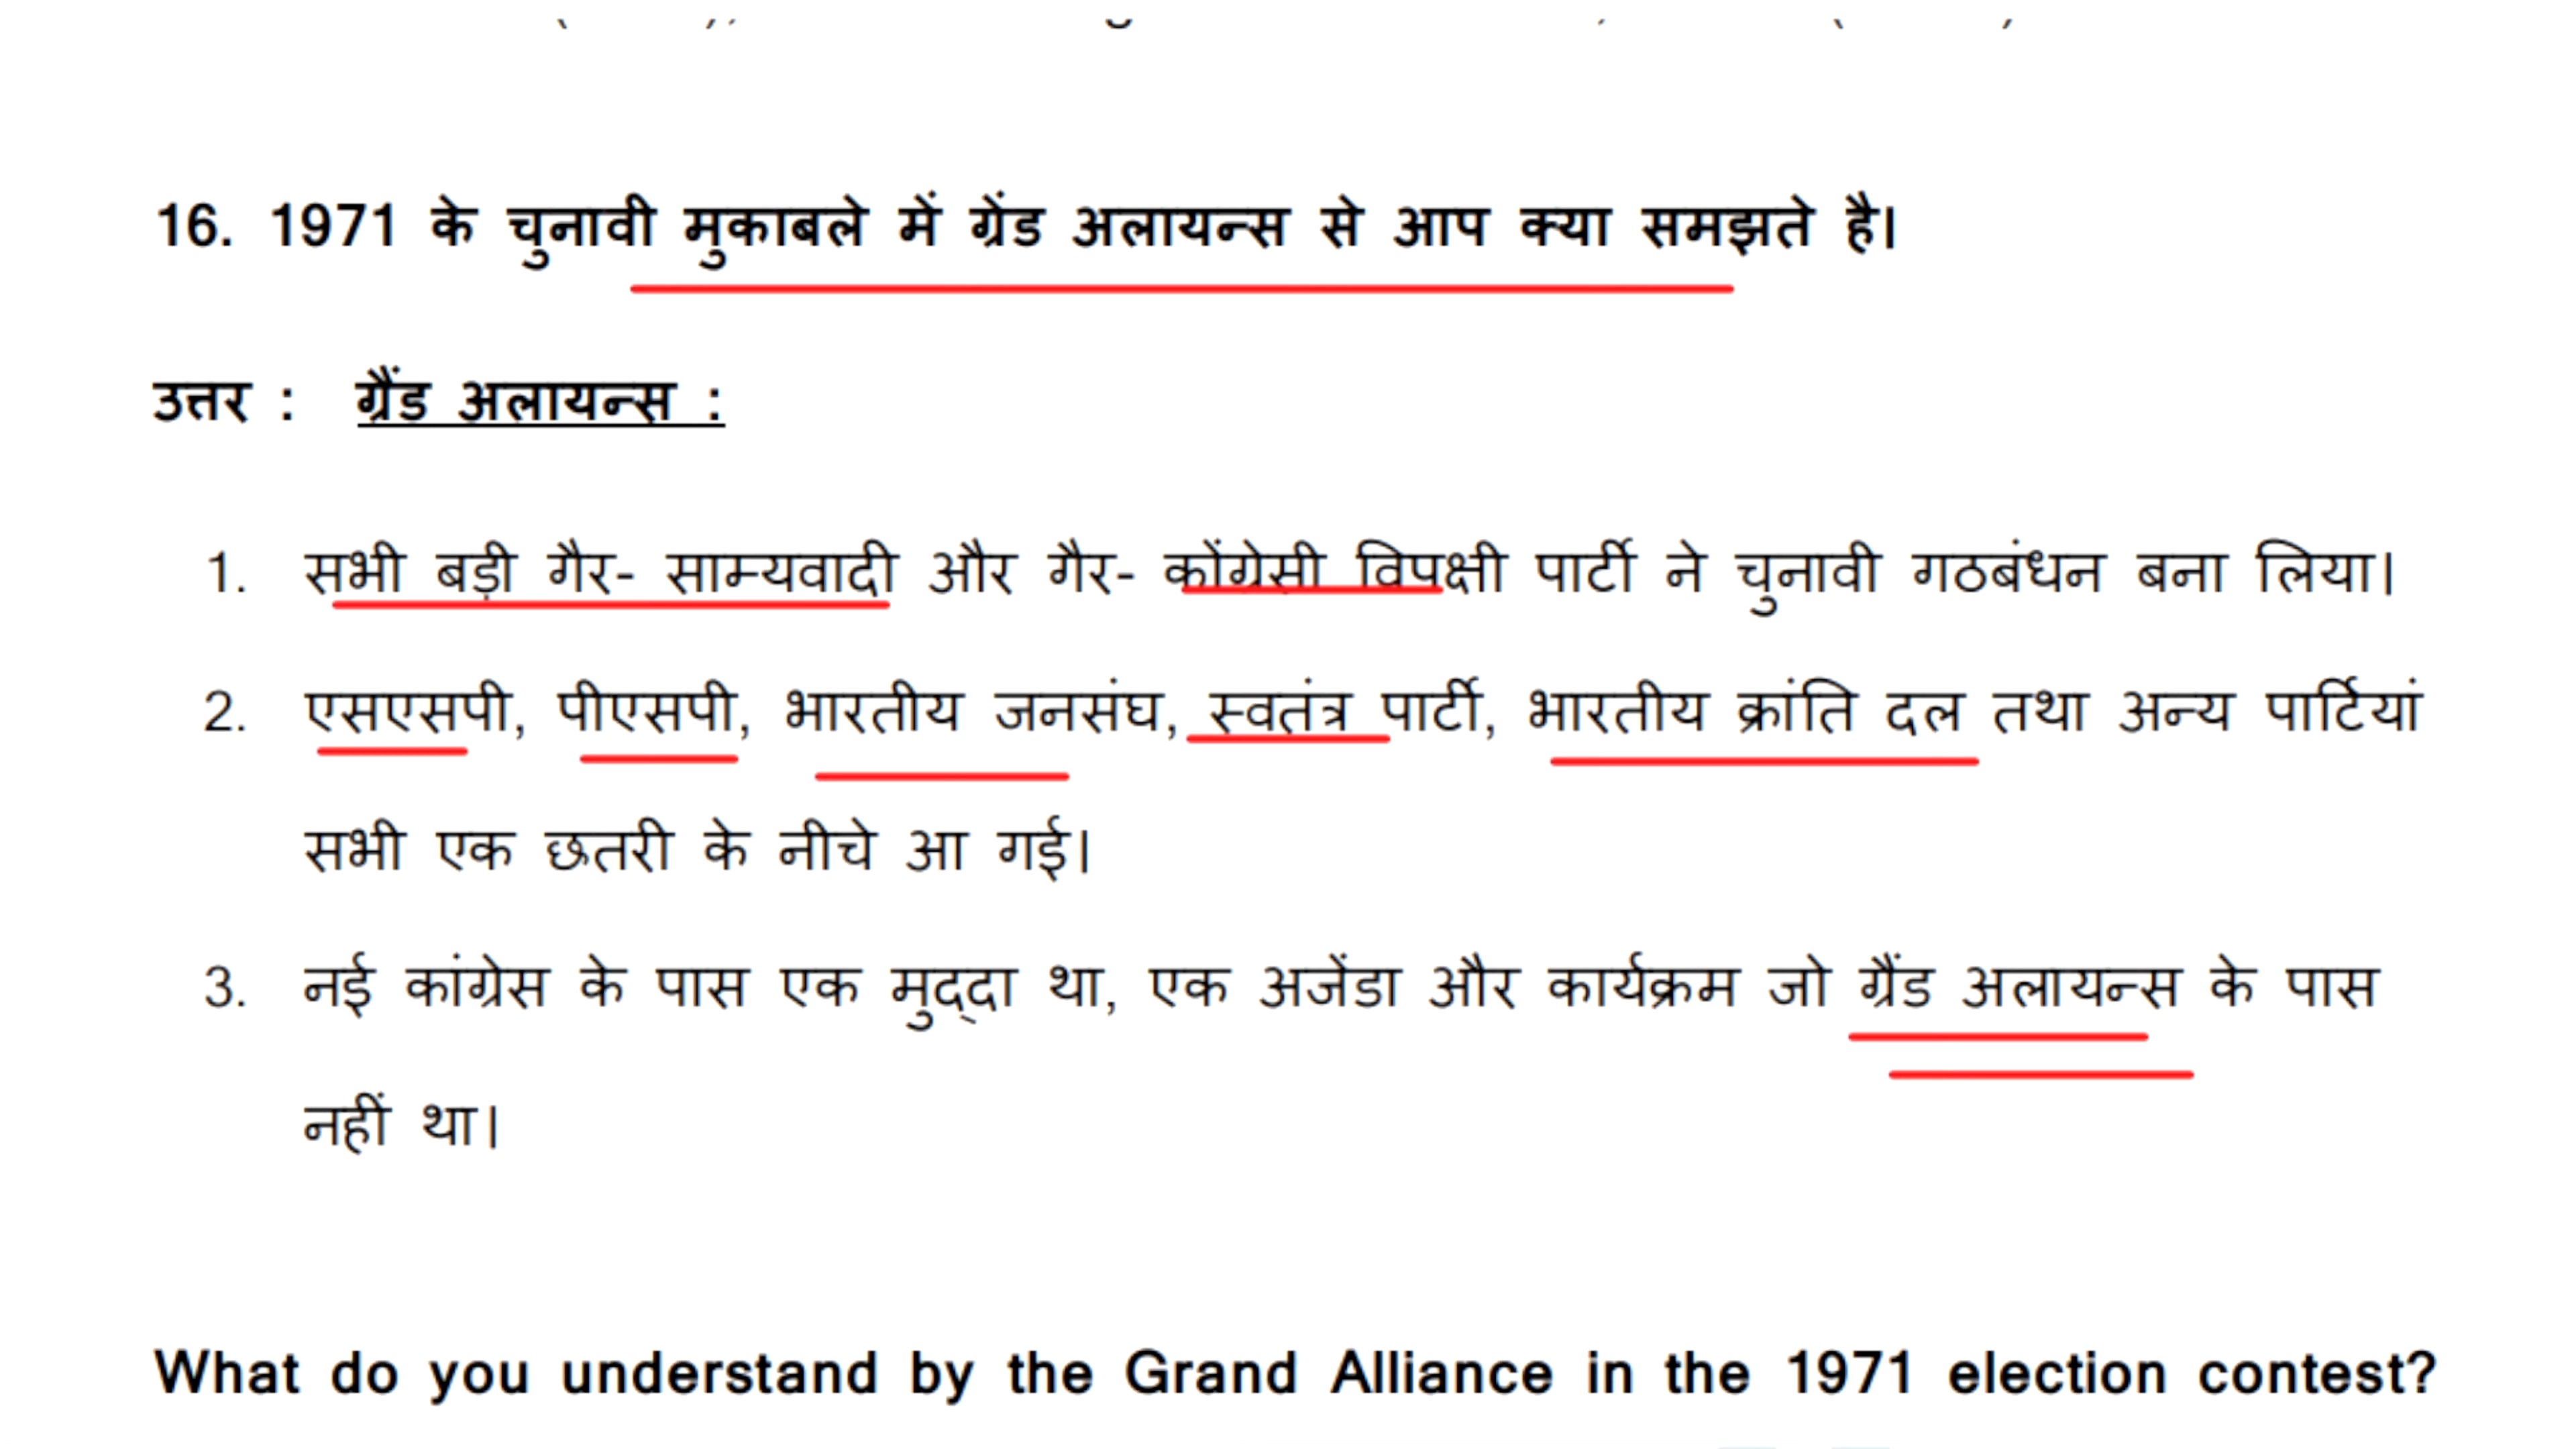 16. 1971 के चुनावी मुकाबले में ग्रेंड अलायन्स से आप क्या समझते है।
उत्तर : ग्रैंड अलायन्स :
1. सभी बड़ी गैर- साम्यवादी और गैर- कोंग्रेसी विपक्षी पार्टी ने चुनावी गठबंधन बना लिया।
2. एसएसपी, पीएसपी, भारतीय जनसंघ, स्वतंत्र पार्टी, भारतीय क्रांति दल तथा अन्य पार्टियां
सभी एक छतरी के नीचे आ गई।
3. नई कांग्रेस के पास एक मुद्दा था, एक अजेंडा और कार्यक्रम जो ग्रैंड अलायन्स के पास
नहीं था।
What do you understand by the Grand Alliance in the 1971 election contest?